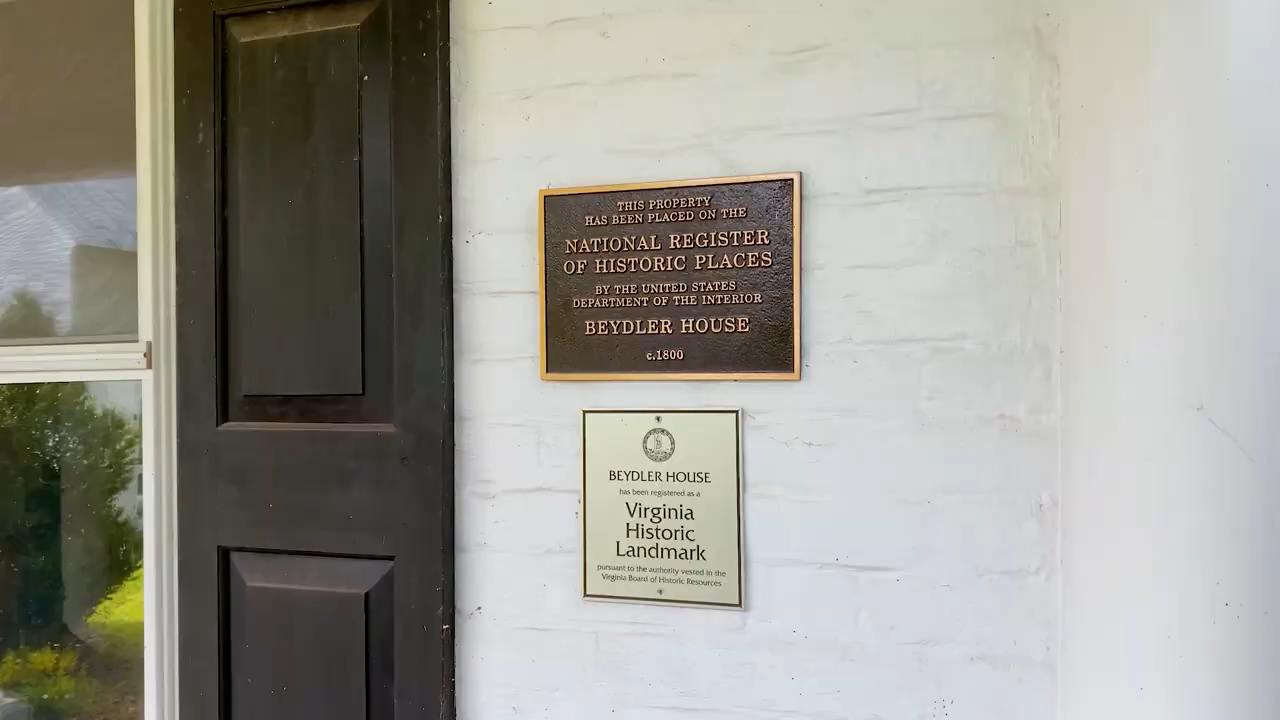 THIS PROPERTY
HAS BEEN PLACED ON THE
NATIONAL REGISTER
OF HISTORIC PLACES
BY THE UNITED STATES
DEPARTMENT OF THE INTERIOR
BEYDLER HOUSE
c.1800
BEYDLER HOUSE
has been registered as a
Virginia
Historic
Landmark
pursuant to the authority vested in the
Virginia Board of Historic Resources